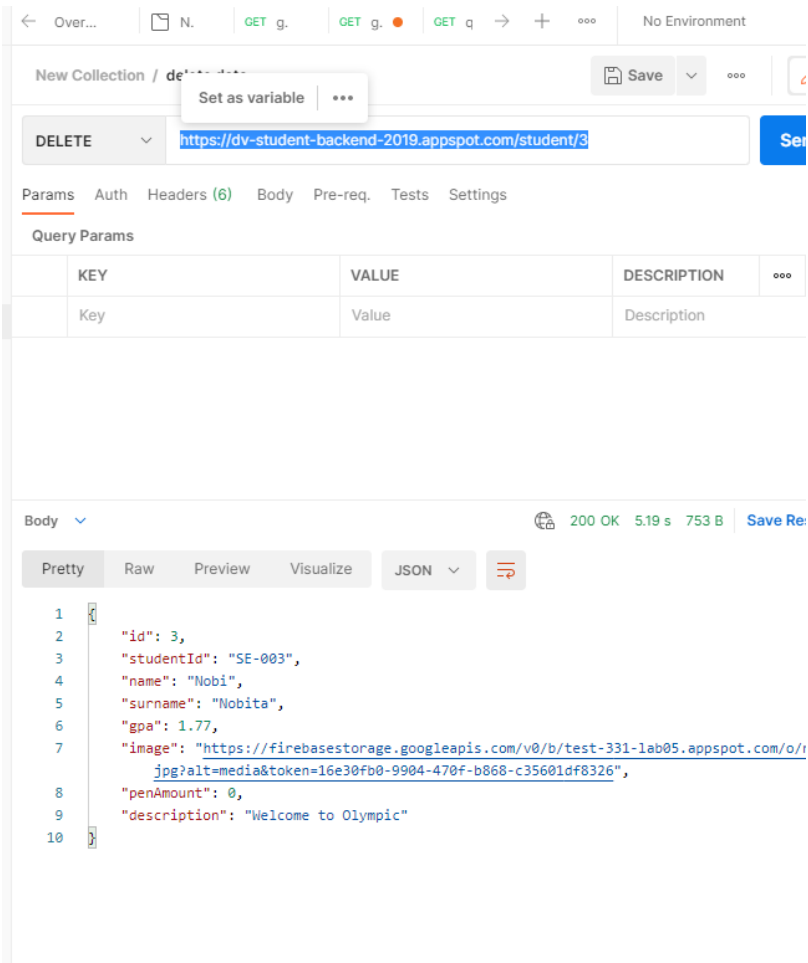 Over... N. GET g. GET g. GET q No Environment
New Collection / Save
Set as variable
DELETE https://dv-student-backend-2019.appspot.com/student/3 Ser
Params Auth Headers (6) Body Pre-req. Tests Settings
Query Params
KEY VALUE DESCRIPTION
Key Value Description
Body 200 OK 5.19 s 753 B Save Res
Pretty Raw Preview Visualize JSON
1 {
2 "id": 3,
3 "studentId": "SE-003",
4 "name": "Nobi",
5 "surname": "Nobita",
6 "gpa": 1.77,
7 "image": "https://firebasestorage.googleapis.com/v0/b/test-331-lab05.appspot.com/o/
jpg?alt=media&token=16e30fb0-9904-470f-b868-c35601df8326",
8 "penAmount": 0,
9 "description": "Welcome to Olympic"
10 }